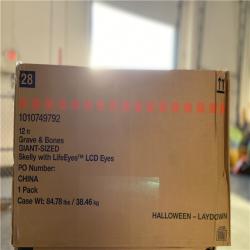 28
1010749792
12 ft
Grave & Bones
GIANT-SIZED
Skelly with LifeEyes™ LCD Eyes
PO Number:
CHINA
1 Pack
Case Wt: 84.78 lbs / 38.46 kg
HALLOWEEN – LAYDOWN